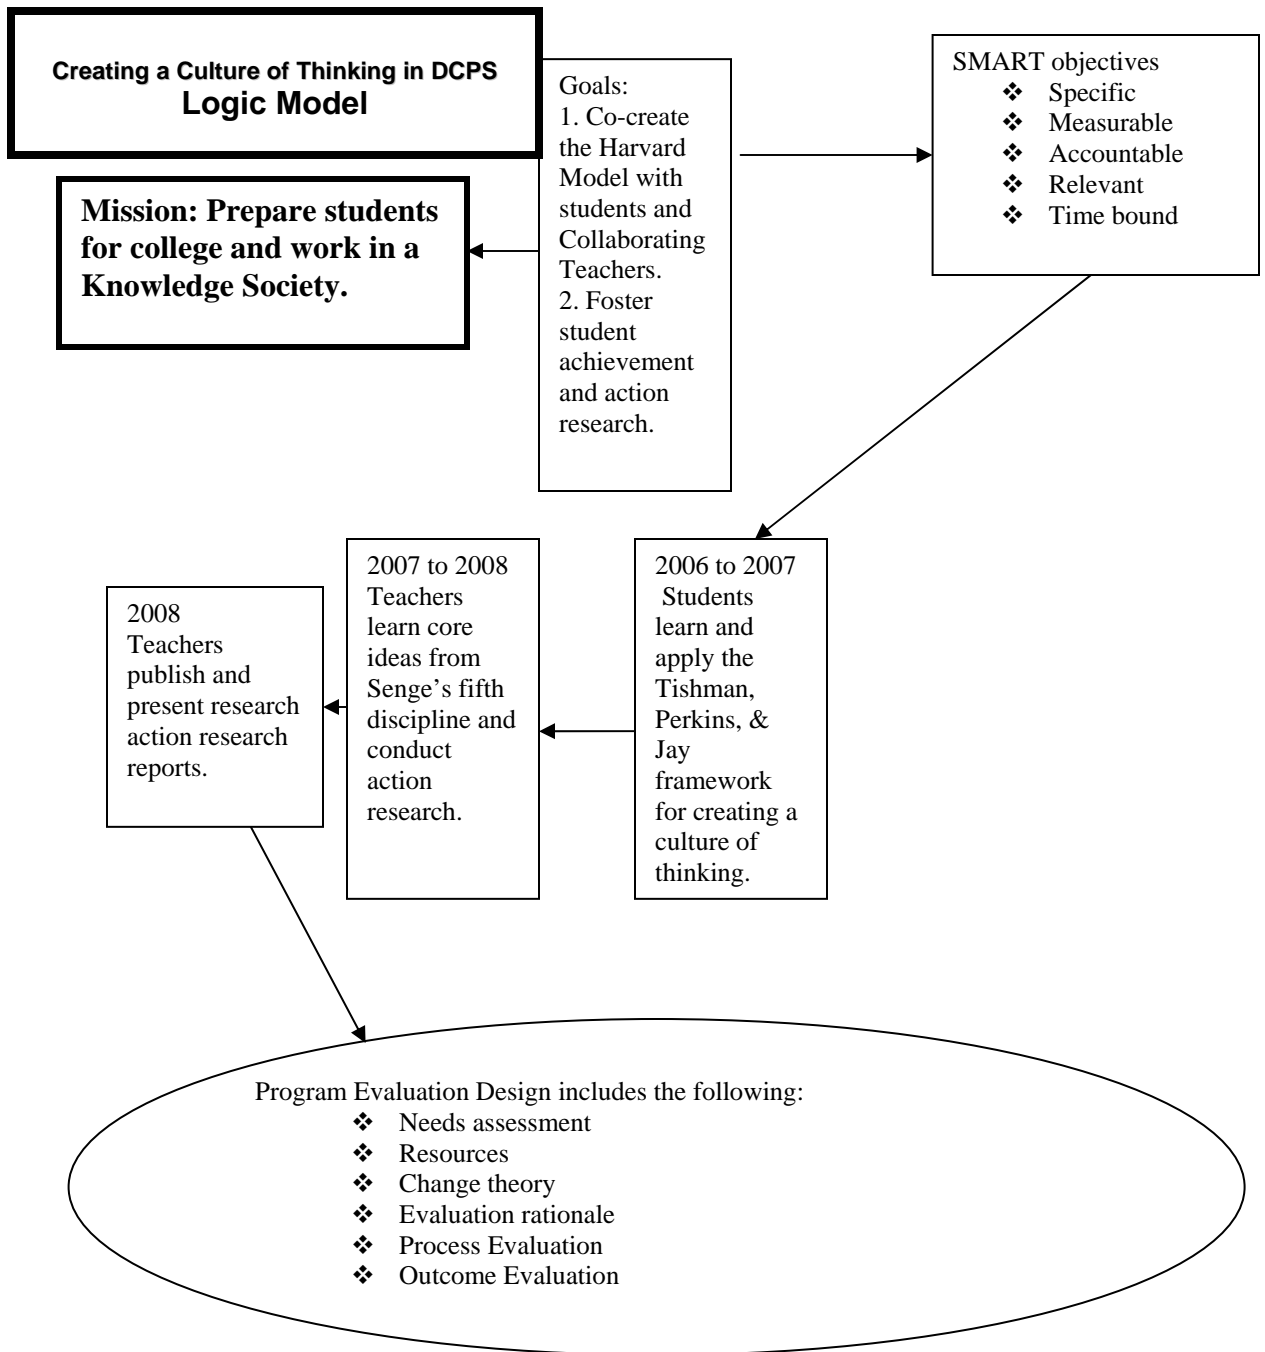 Creating a Culture of Thinking in DCPS
Logic Model
Mission: Prepare students
for college and work in a
Knowledge Society.
Goals:
1. Co-create
the Harvard
Model with
students and
Collaborating
Teachers.
2. Foster
student
achievement
and action
research.
SMART objectives
❖ Specific
❖ Measurable
❖ Accountable
❖ Relevant
❖ Time bound
2006 to 2007
Students
learn and
apply the
Tishman,
Perkins, &
Jay
framework
for creating a
culture of
thinking.
2007 to 2008
Teachers
learn core
ideas from
Senge’s fifth
discipline and
conduct
action
research.
2008
Teachers
publish and
present research
action research
reports.
Program Evaluation Design includes the following:
❖ Needs assessment
❖ Resources
❖ Change theory
❖ Evaluation rationale
❖ Process Evaluation
❖ Outcome Evaluation